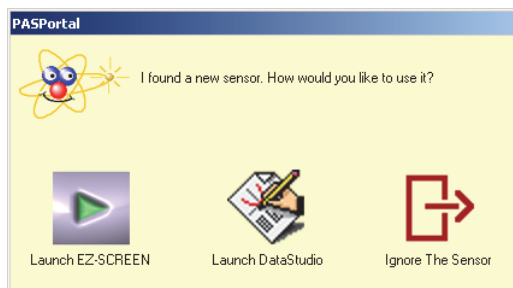 PASPortal
I found a new sensor. How would you like to use it?
Launch EZ-SCREEN
Launch DataStudio
Ignore The Sensor